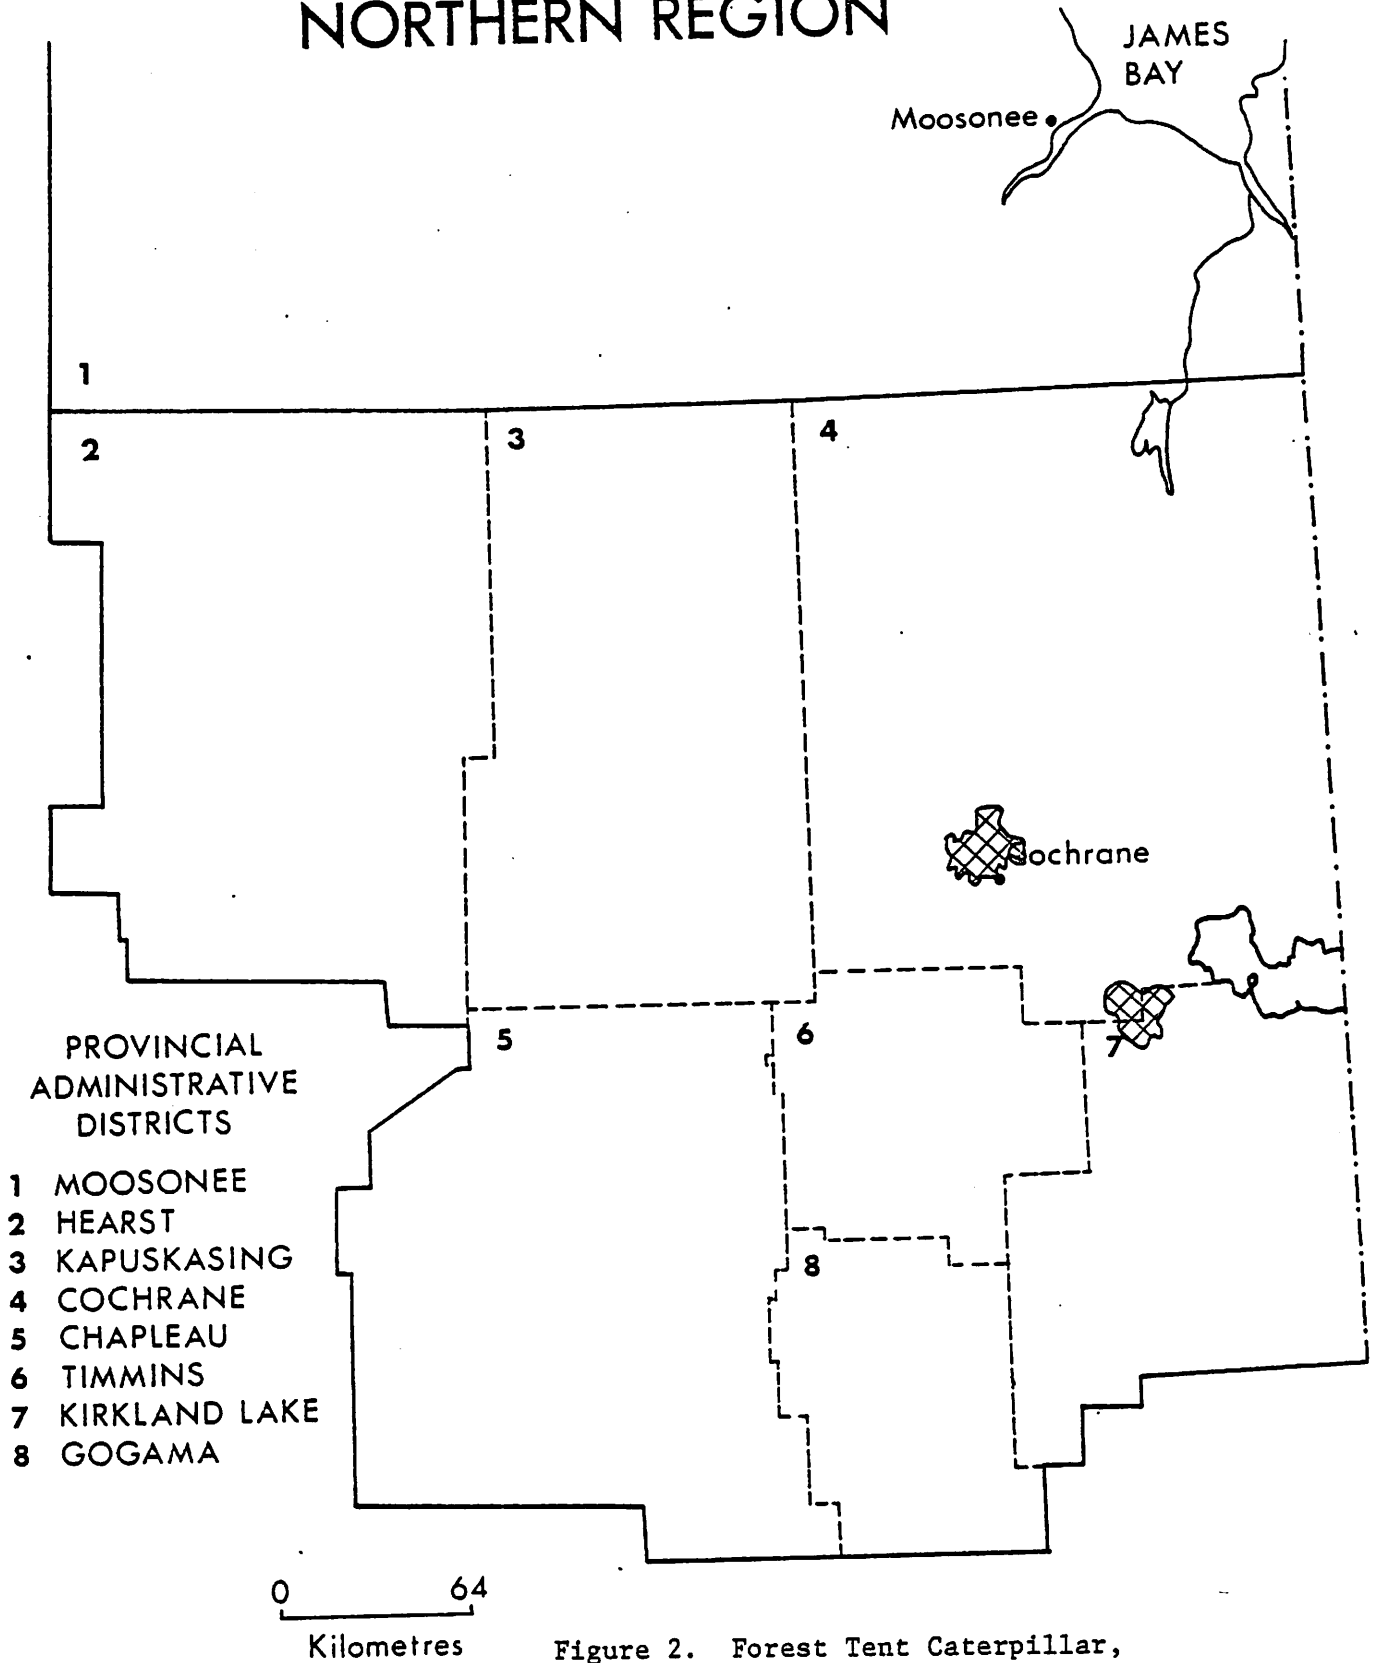 NORTHERN REGION
JAMES
BAY
Moosonee
1
2
3
4
ochrane
5
6
7
8
PROVINCIAL
ADMINISTRATIVE
DISTRICTS
1 MOOSONEE
2 HEARST
3 KAPUSKASING
4 COCHRANE
5 CHAPLEAU
6 TIMMINS
7 KIRKLAND LAKE
8 GOGAMA
0 64
Kilometres
Figure 2. Forest Tent Caterpillar,